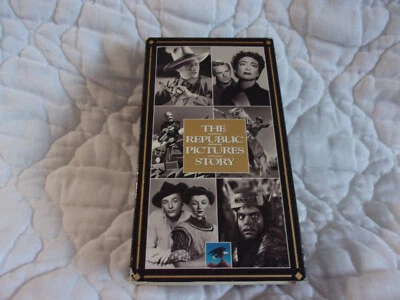 THE
REPUBLIC
PICTURES
STORY